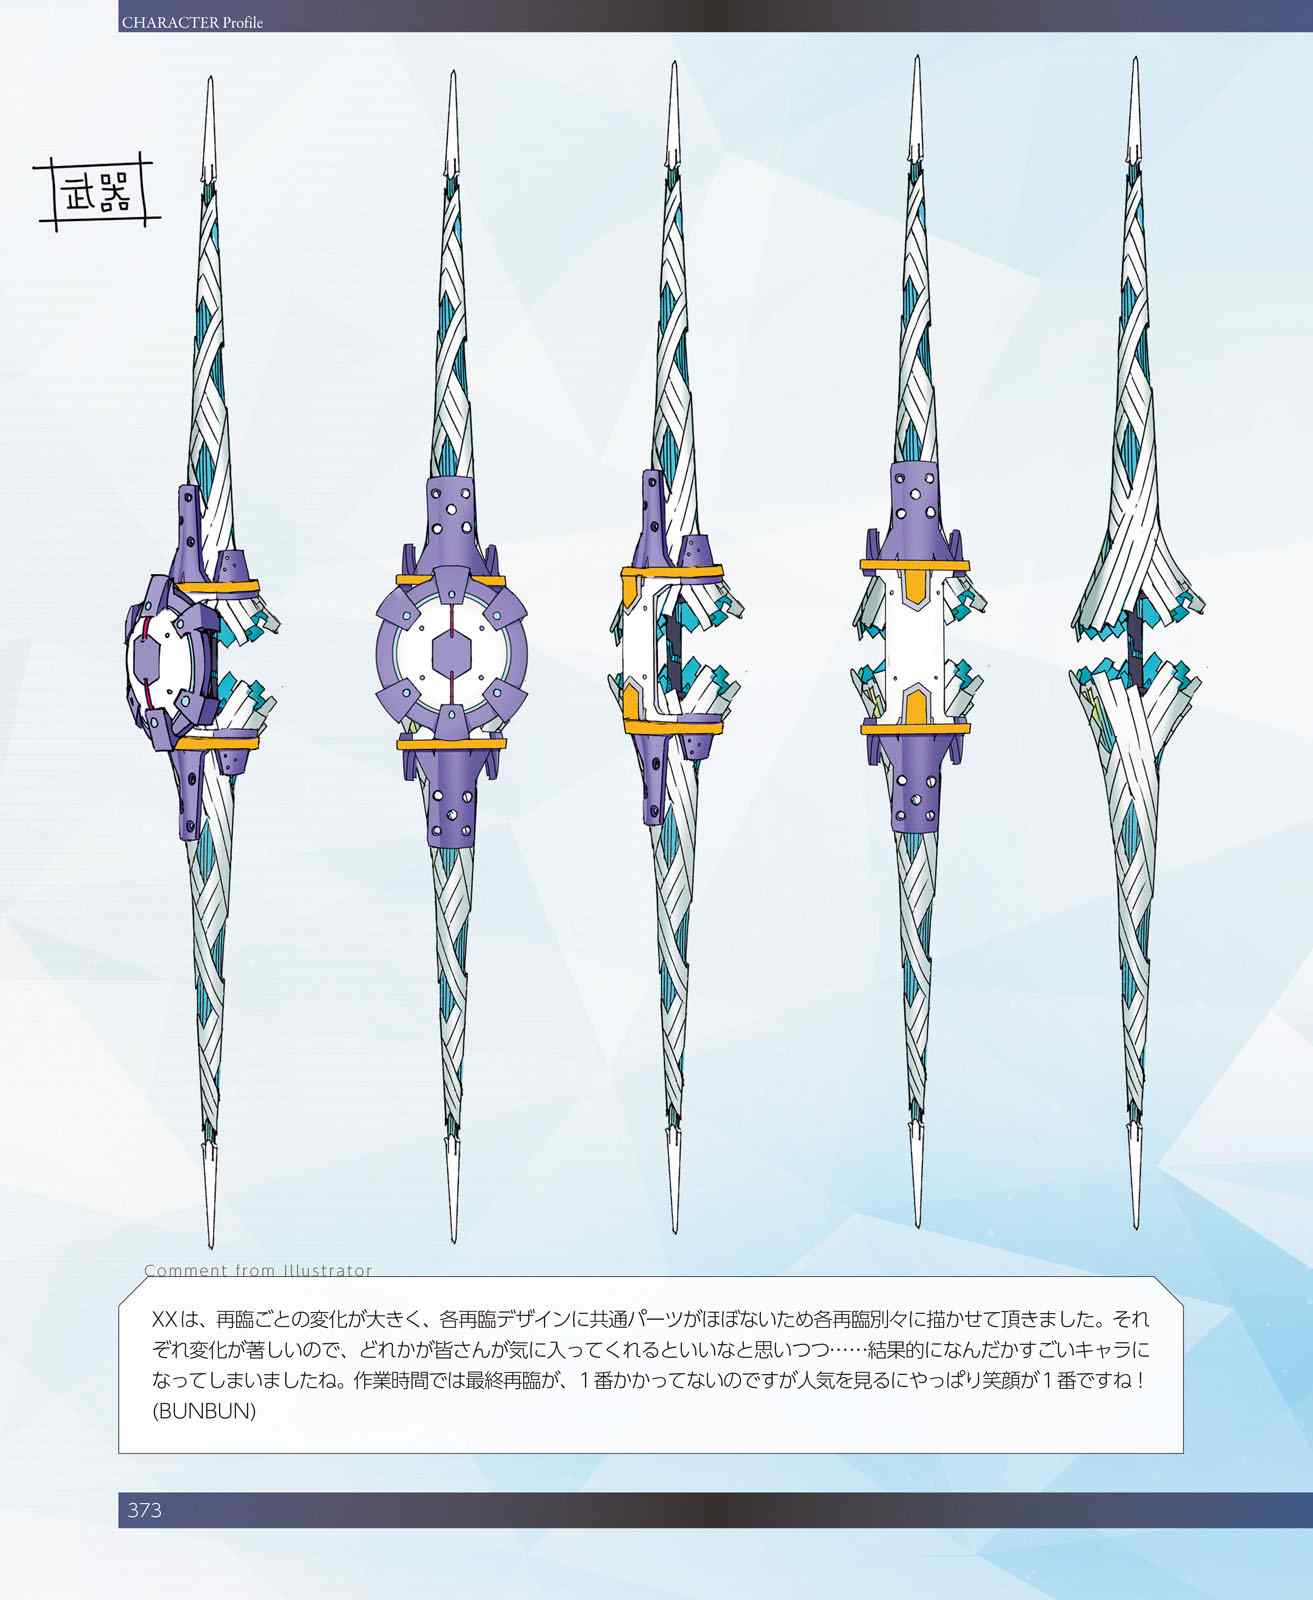 CHARACTER Profile
武器
Comment from Illustrator
XXは、再臨ごとの変化が大きく、各再臨デザインに共通パーツがほぼないため各再臨別々に描かせて頂きました。それ
ぞれ変化が著しいので、どれかが皆さんが気に入ってくれるといいなと思いつつ……結果的になんだかすごいキャラに
なってしまいましたね。作業時間では最終再臨が、1番かかってないのですが人気を見るにやっぱり笑顔が1番ですね！
(BUNBUN)
373